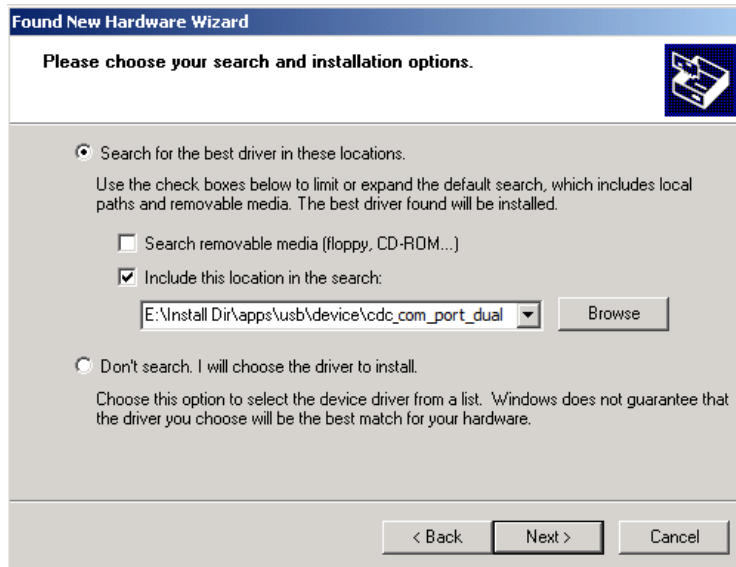 Found New Hardware Wizard
Please choose your search and installation options.
Search for the best driver in these locations.
Use the check boxes below to limit or expand the default search, which includes local
paths and removable media. The best driver found will be installed.
Search removable media (floppy, CD-ROM...)
Include this location in the search:
E:\Install Dir\apps\usb\device\cdc_com_port_dual
Browse
Don't search. I will choose the driver to install.
Choose this option to select the device driver from a list. Windows does not guarantee that
the driver you choose will be the best match for your hardware.
< Back Next > Cancel